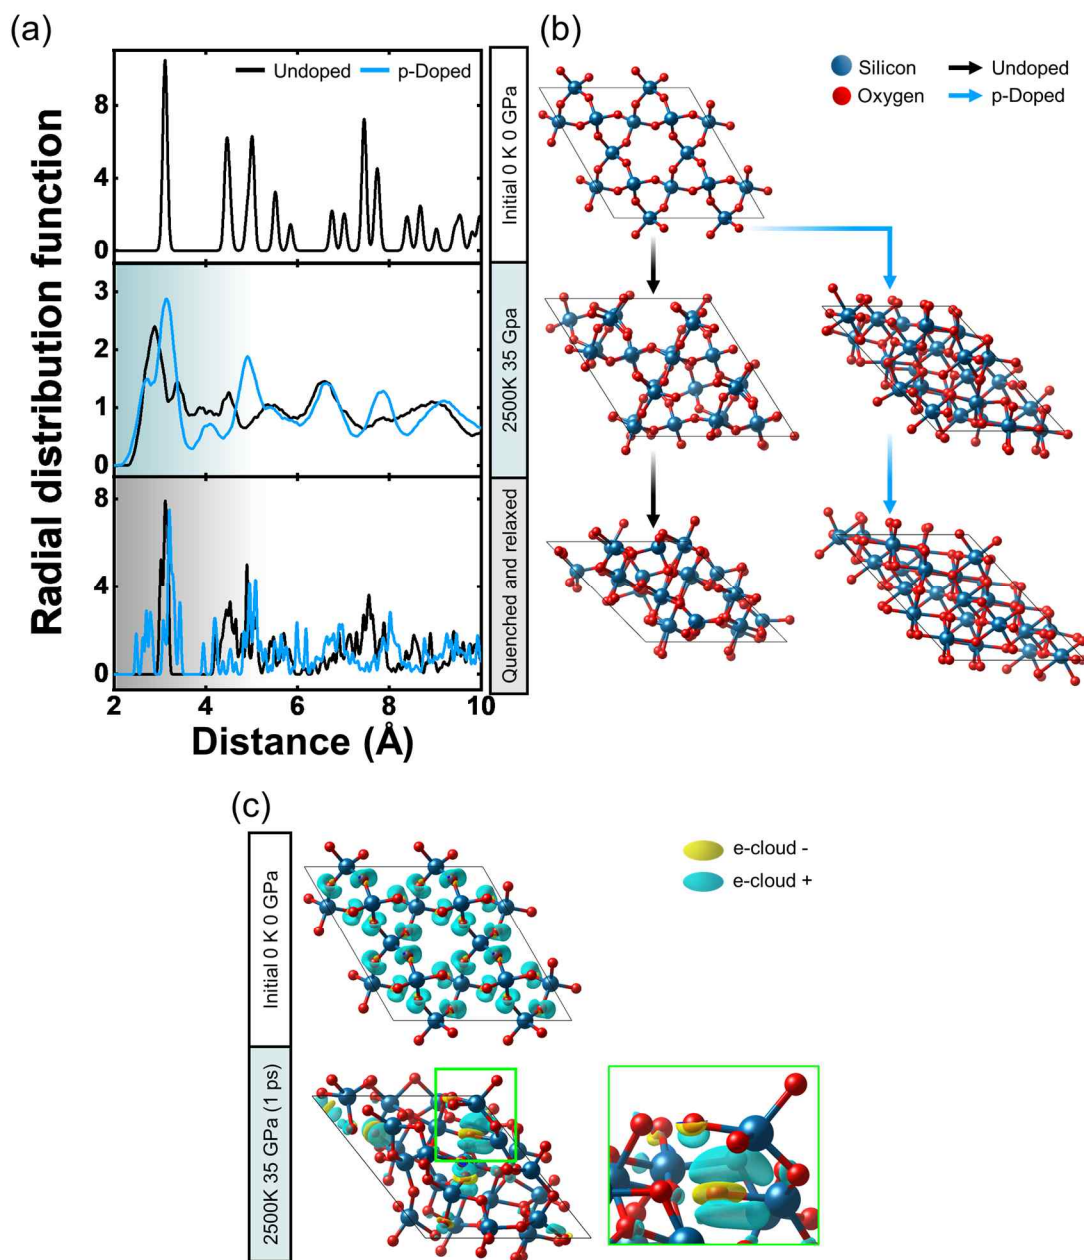 (a)
Radial distribution function
Undoped
p-Doped
8
4
0
Initial 0 K 0 GPa
3
2
1
0
2500K 35 Gpa
8
4
0
Quenched and relaxed
2
4
6
8
10
Distance (Å)
(b)
Silicon
Undoped
Oxygen
p-Doped
(c)
e-cloud -
e-cloud +
Initial 0 K 0 GPa
2500K 35 GPa (1 ps)